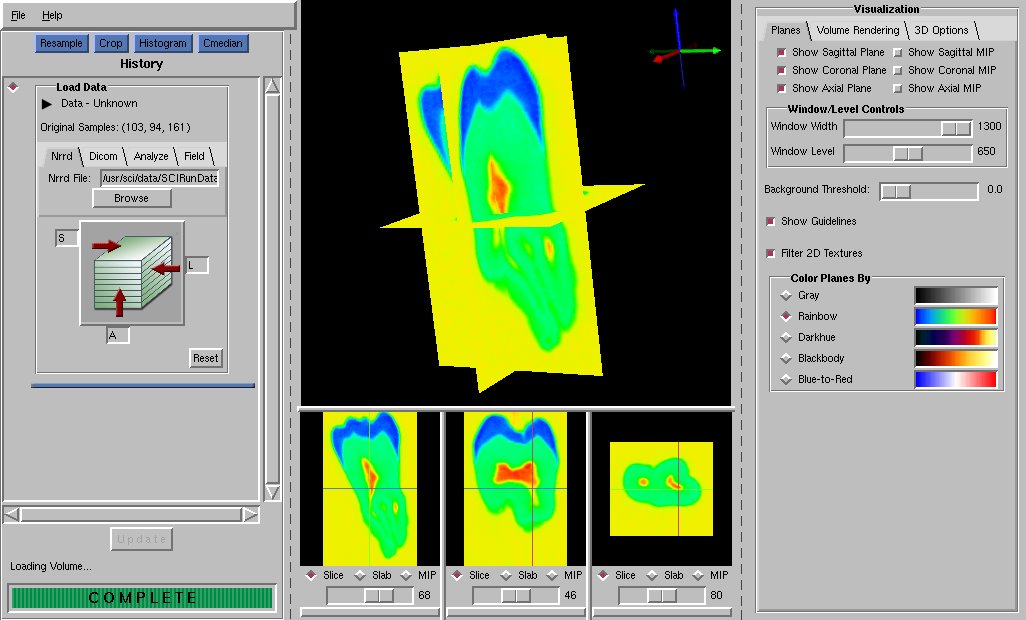 File Help
Resample Crop Histogram Cmedian
History
Load Data
Data - Unknown
Original Samples: (103, 94, 161)
Nrrd Dicom Analyze Field
Nrrd File: /usr/sci/data/SCIRunData
Browse
S
L
A
Reset
Update
Loading Volume...
COMPLETE
Slice Slab MIP
68
Slice Slab MIP
46
Slice Slab MIP
80
Visualization
Planes Volume Rendering 3D Options
Show Sagittal Plane Show Sagittal MIP
Show Coronal Plane Show Coronal MIP
Show Axial Plane Show Axial MIP
Window/Level Controls
Window Width 1300
Window Level 650
Background Threshold: 0.0
Show Guidelines
Filter 2D Textures
Color Planes By
Gray
Rainbow
Darkhue
Blackbody
Blue-to-Red